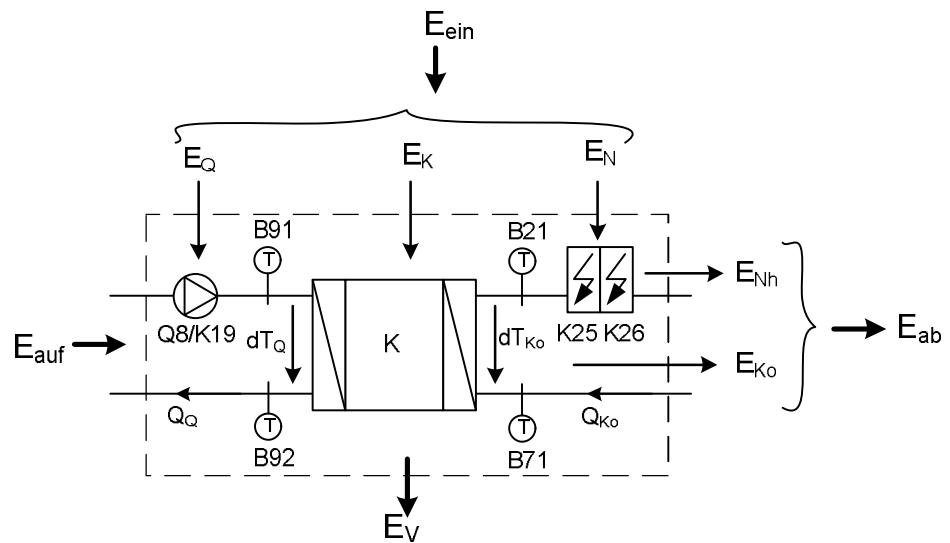 E_ein
E_Q E_K E_N
B91 B21
T T
E_Nh
Q8/K19 dT_Q K dT_Ko K25 K26
E_auf E_ab
E_Ko
Q_Q Q_Ko
T T
B92 B71
E_V